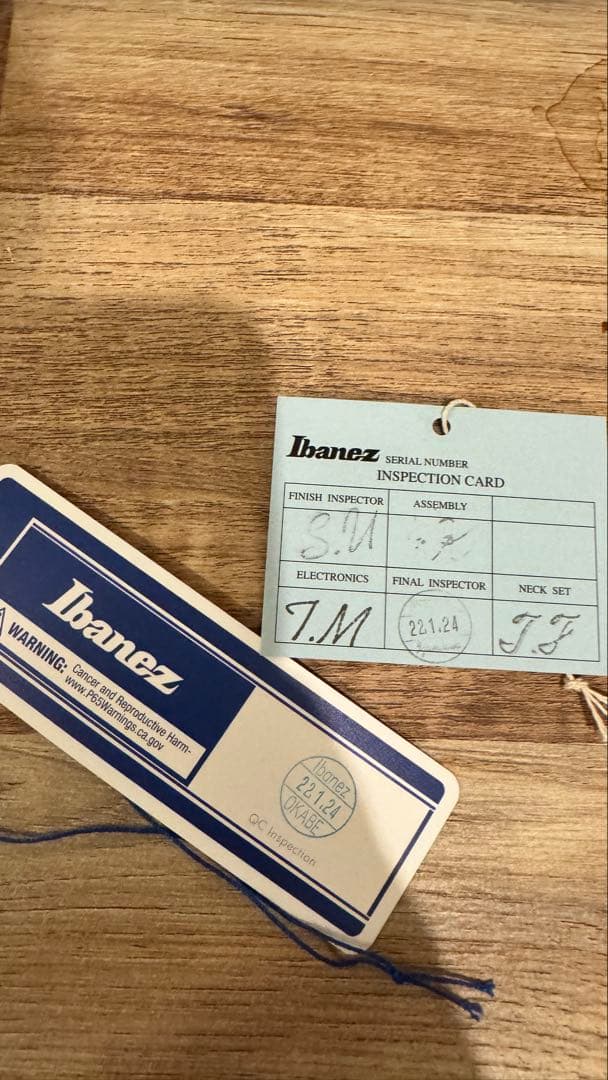 Ibanez SERIAL NUMBER
INSPECTION CARD
FINISH INSPECTOR ASSEMBLY
S.U
ELECTRONICS FINAL INSPECTOR NECK SET
T.M 22.1.24 T.F
Ibanez
WARNING: Cancer and Reproductive Harm-
www.P65Warnings.ca.gov
Ibanez
22.1.24
OKABE
QC Inspection